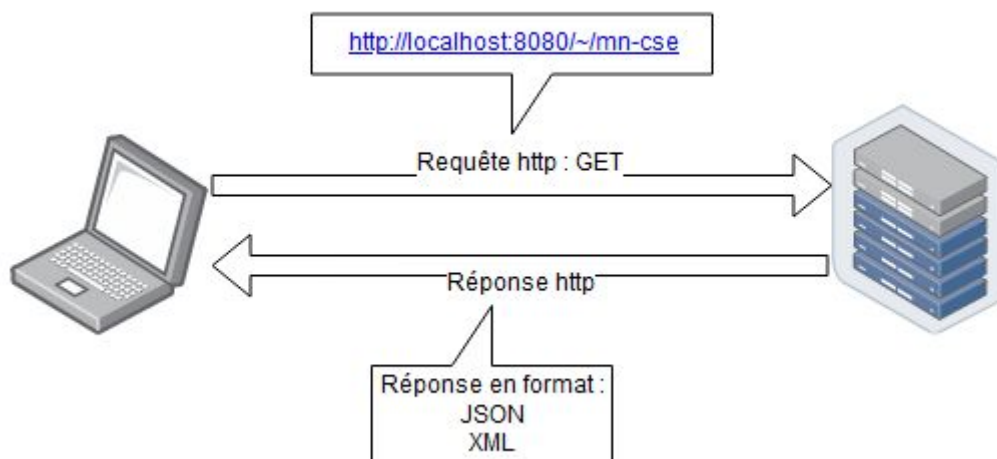 http://localhost:8080/~/mn-cse
Requête http : GET
Réponse http
Réponse en format :
JSON
XML